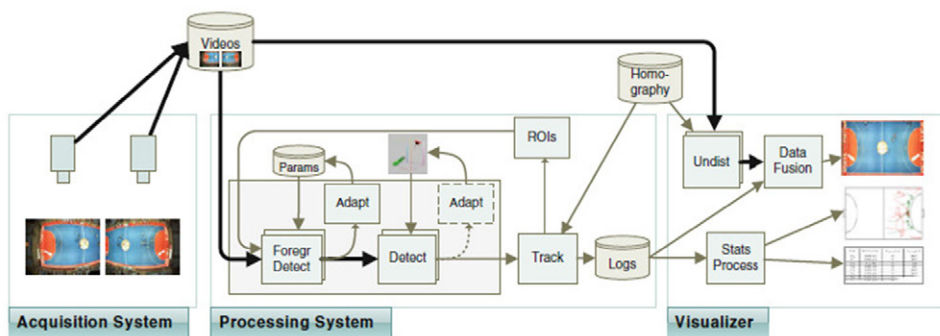 Videos
Homo-
graphy
ROIs
Params
Adapt
Adapt
Undist
Data
Fusion
Foregr
Detect
Detect
Track
Logs
Stats
Process
Acquisition System
Processing System
Visualizer